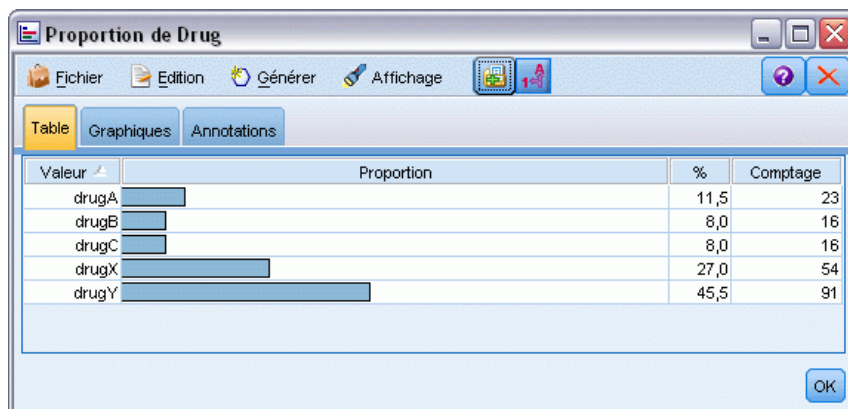 Proportion de Drug
Fichier Edition Générer Affichage
Table Graphiques Annotations
Valeur Proportion % Comptage
drugA 11,5 23
drugB 8,0 16
drugC 8,0 16
drugX 27,0 54
drugY 45,5 91
OK